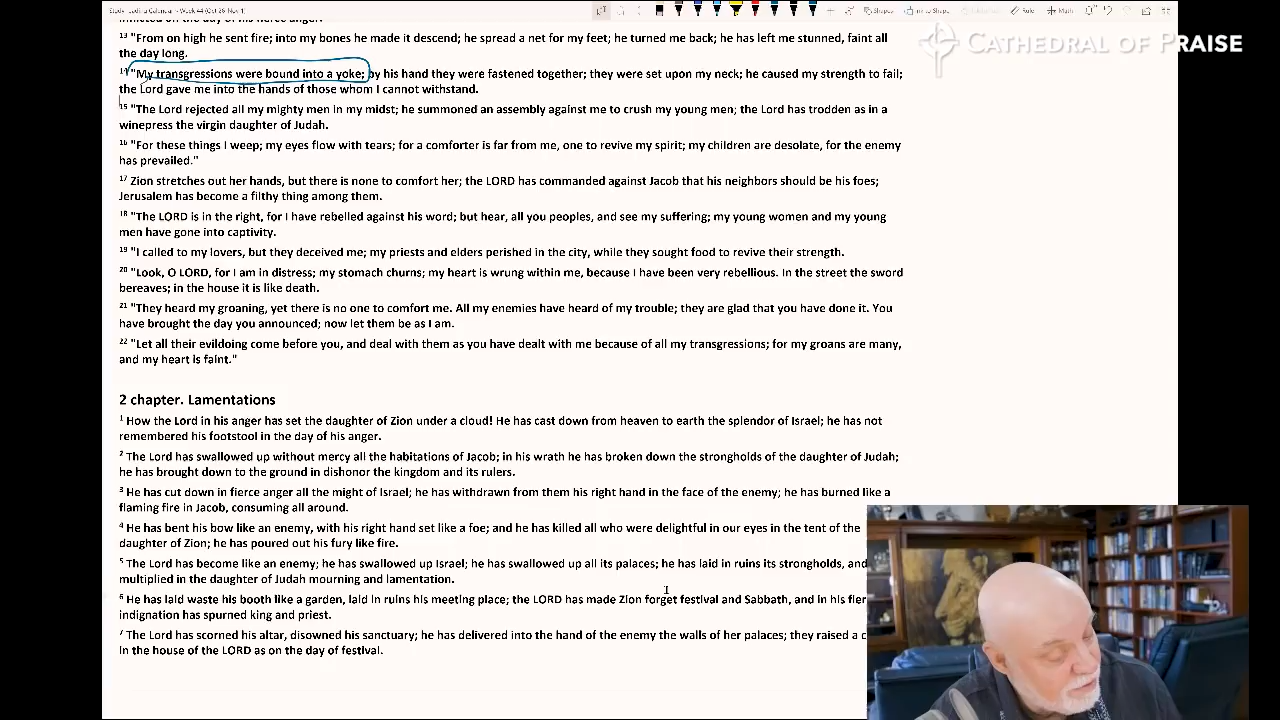 Study Reading Calendar - Week 44 (Oct 26-Nov 1)
Rule
Math
CATHEDRAL OF PRAISE
inflicted on the day of his fierce anger.
13 "From on high he sent fire; into my bones he made it descend; he spread a net for my feet; he turned me back; he has left me stunned, faint all
the day long.
14 "My transgressions were bound into a yoke; by his hand they were fastened together; they were set upon my neck; he caused my strength to fail;
the Lord gave me into the hands of those whom I cannot withstand.
15 "The Lord rejected all my mighty men in my midst; he summoned an assembly against me to crush my young men; the Lord has trodden as in a
winepress the virgin daughter of Judah.
16 "For these things I weep; my eyes flow with tears; for a comforter is far from me, one to revive my spirit; my children are desolate, for the enemy
has prevailed."
17 Zion stretches out her hands, but there is none to comfort her; the LORD has commanded against Jacob that his neighbors should be his foes;
Jerusalem has become a filthy thing among them.
18 "The LORD is in the right, for I have rebelled against his word; but hear, all you peoples, and see my suffering; my young women and my young
men have gone into captivity.
19 "I called to my lovers, but they deceived me; my priests and elders perished in the city, while they sought food to revive their strength.
20 "Look, O LORD, for I am in distress; my stomach churns; my heart is wrung within me, because I have been very rebellious. In the street the sword
bereaves; in the house it is like death.
21 "They heard my groaning, yet there is no one to comfort me. All my enemies have heard of my trouble; they are glad that you have done it. You
have brought the day you announced; now let them be as I am.
22 "Let all their evildoing come before you, and deal with them as you have dealt with me because of all my transgressions; for my groans are many,
and my heart is faint."
2 chapter. Lamentations
1 How the Lord in his anger has set the daughter of Zion under a cloud! He has cast down from heaven to earth the splendor of Israel; he has not
remembered his footstool in the day of his anger.
2 The Lord has swallowed up without mercy all the habitations of Jacob; in his wrath he has broken down the strongholds of the daughter of Judah;
he has brought down to the ground in dishonor the kingdom and its rulers.
3 He has cut down in fierce anger all the might of Israel; he has withdrawn from them his right hand in the face of the enemy; he has burned like a
flaming fire in Jacob, consuming all around.
4 He has bent his bow like an enemy, with his right hand set like a foe; and he has killed all who were delightful in our eyes in the tent of the
daughter of Zion; he has poured out his fury like fire.
5 The Lord has become like an enemy; he has swallowed up Israel; he has swallowed up all its palaces; he has laid in ruins its strongholds, and
multiplied in the daughter of Judah mourning and lamentation.
6 He has laid waste his booth like a garden, laid in ruins his meeting place; the LORD has made Zion forget festival and Sabbath, and in his fier
indignation has spurned king and priest.
7 The Lord has scorned his altar, disowned his sanctuary; he has delivered into the hand of the enemy the walls of her palaces; they raised a c
in the house of the LORD as on the day of festival.